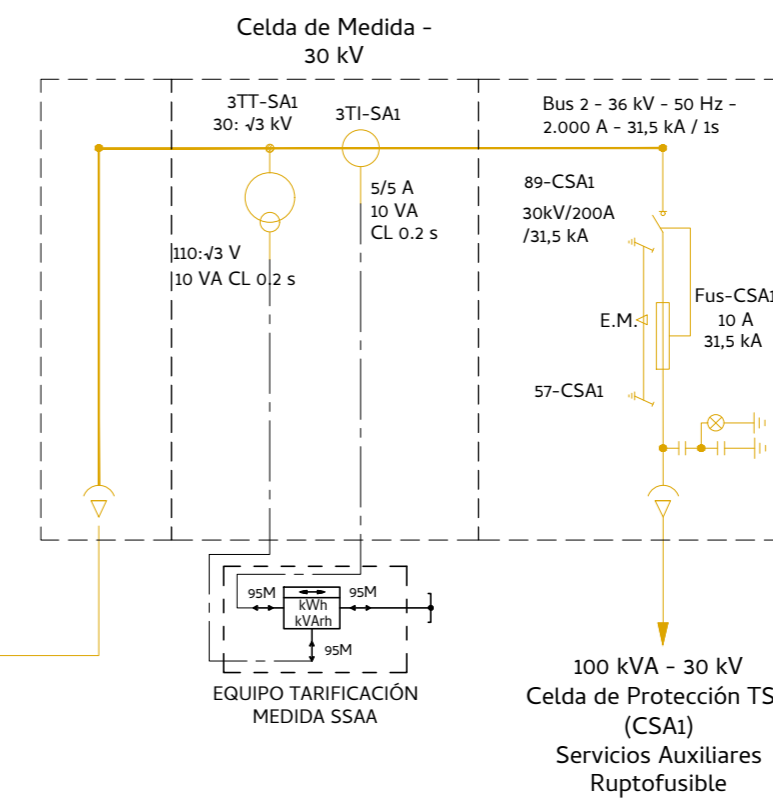 Celda de Medida -
30 kV
3TT-SA1
30: √3 kV
3TI-SA1
5/5 A
10 VA
CL 0.2 s
110:√3 V
10 VA CL 0.2 s
Bus 2 - 36 kV - 50 Hz -
2.000 A - 31,5 kA / 1s
89-CSA1
30kV/200A
/31,5 kA
Fus-CSA1
10 A
31,5 kA
E.M.
57-CSA1
95M
95M
kWh
kVArh
95M
EQUIPO TARIFICACIÓN
MEDIDA SSAA
100 kVA - 30 kV
Celda de Protección TS
(CSA1)
Servicios Auxiliares
Ruptofusible